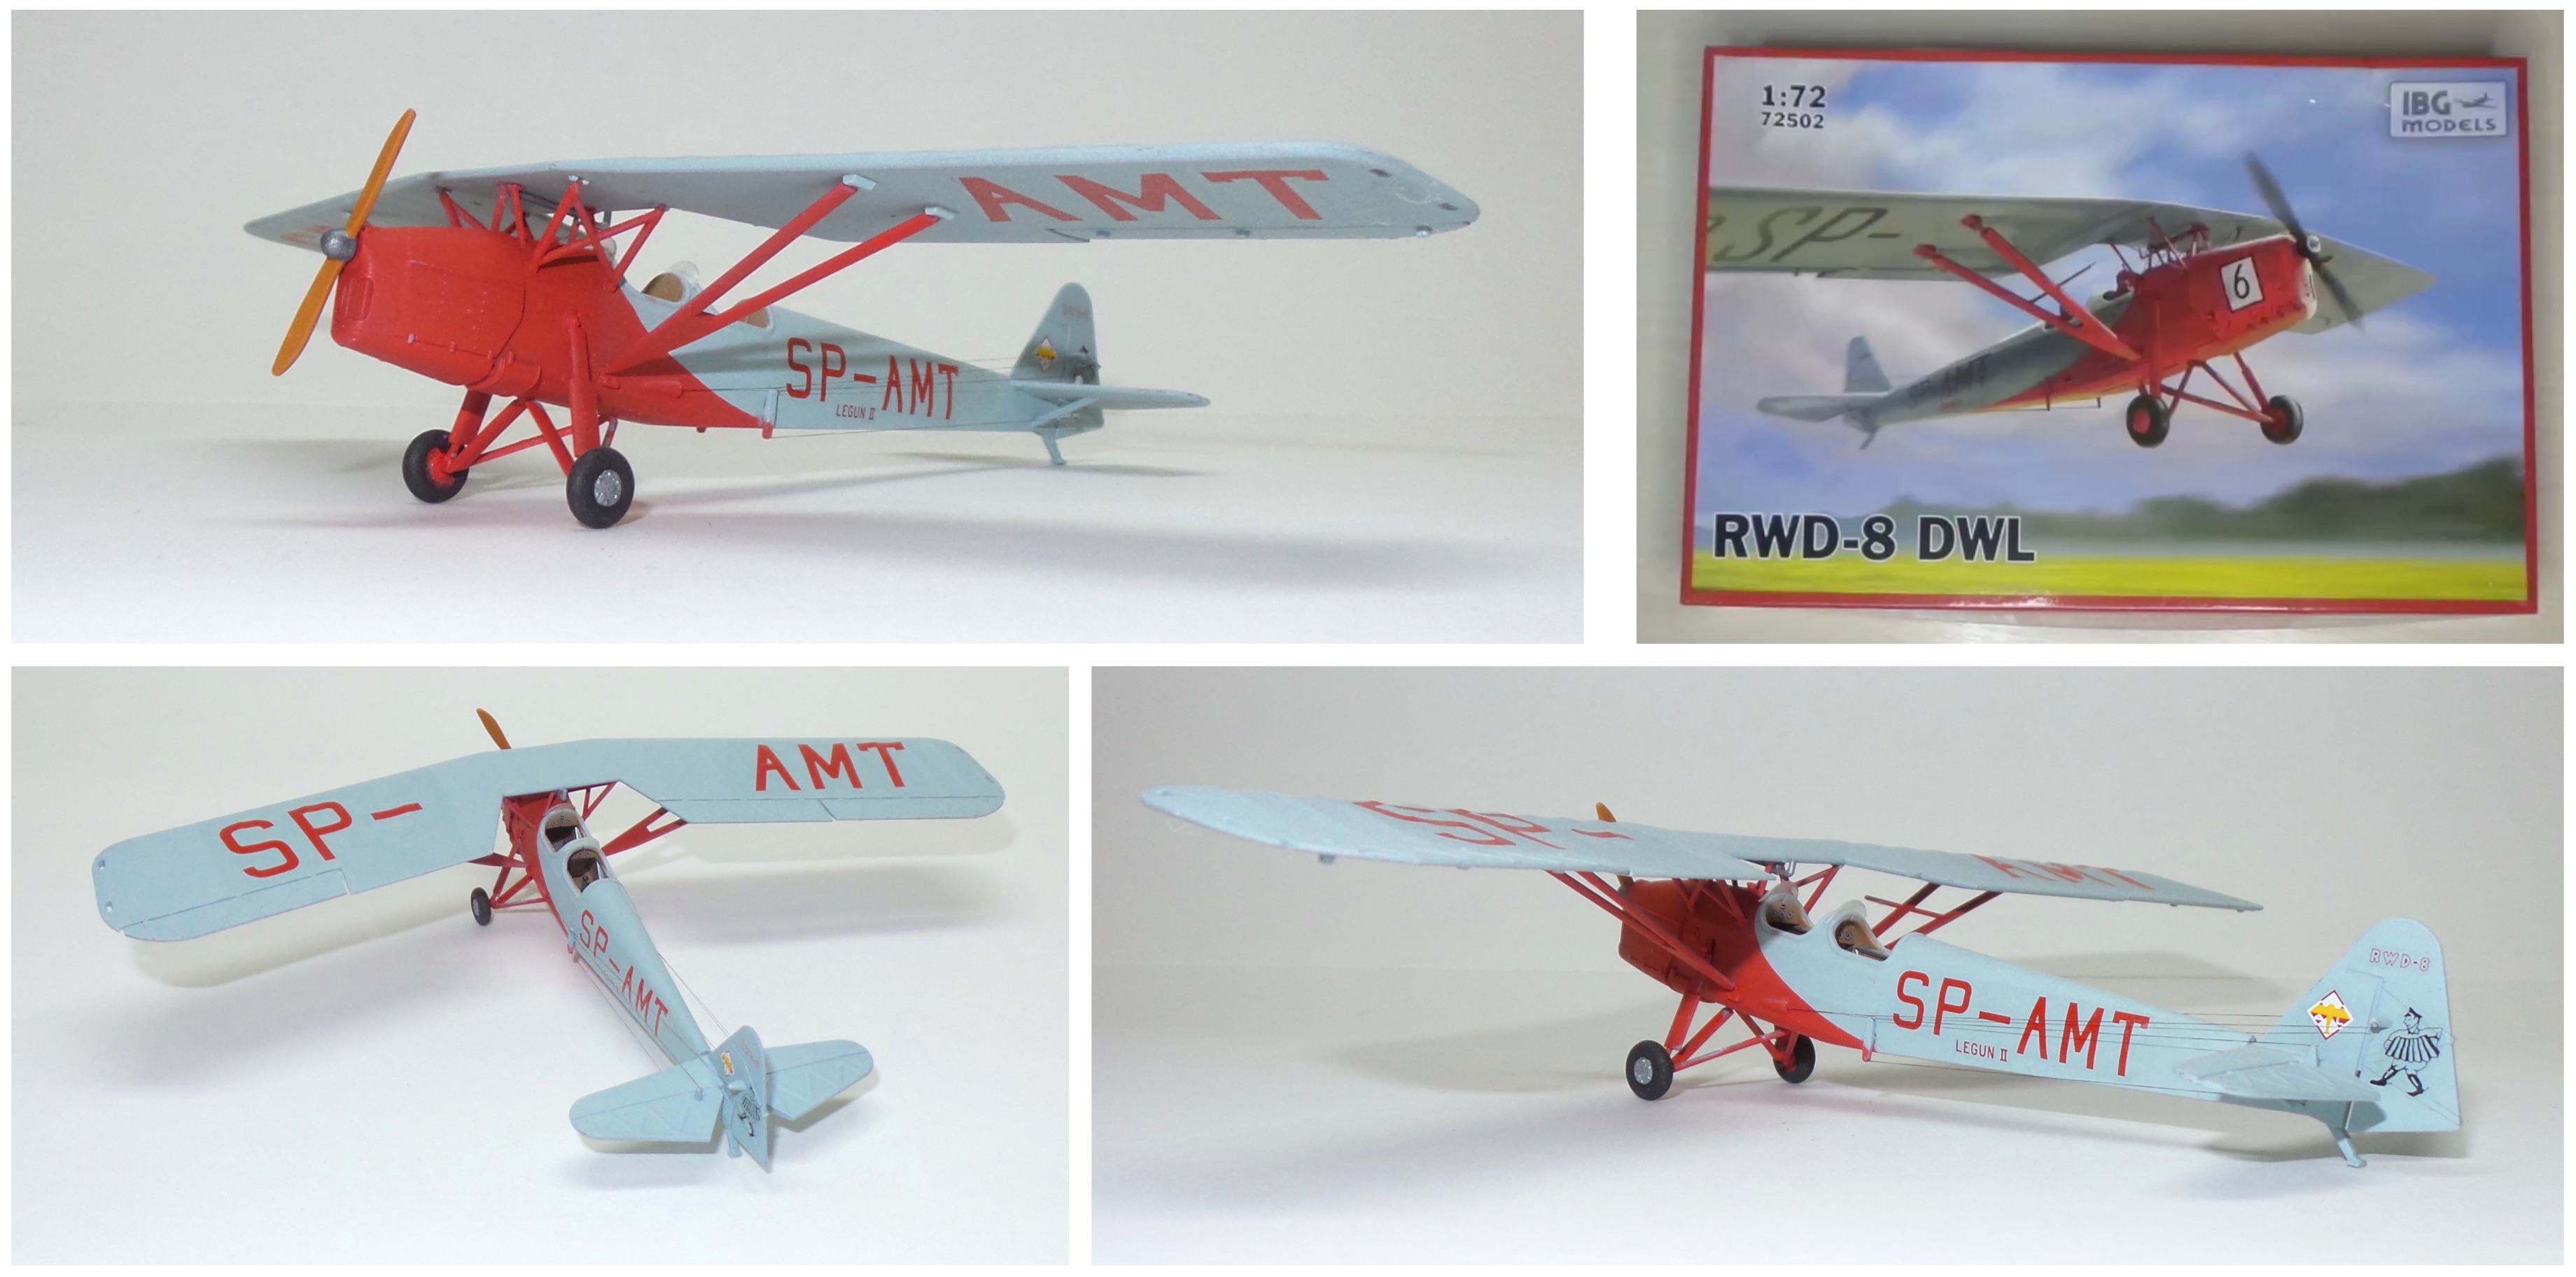 AMT
SP-AMT
LEGUN II
1:72
72502
IBG
MODELS
SP-
6
SP-AMT
RWD-8 DWL
SP- AMT
SP-AMT
SP- AMT
SP-AMT
LEGUN II
RWD-8